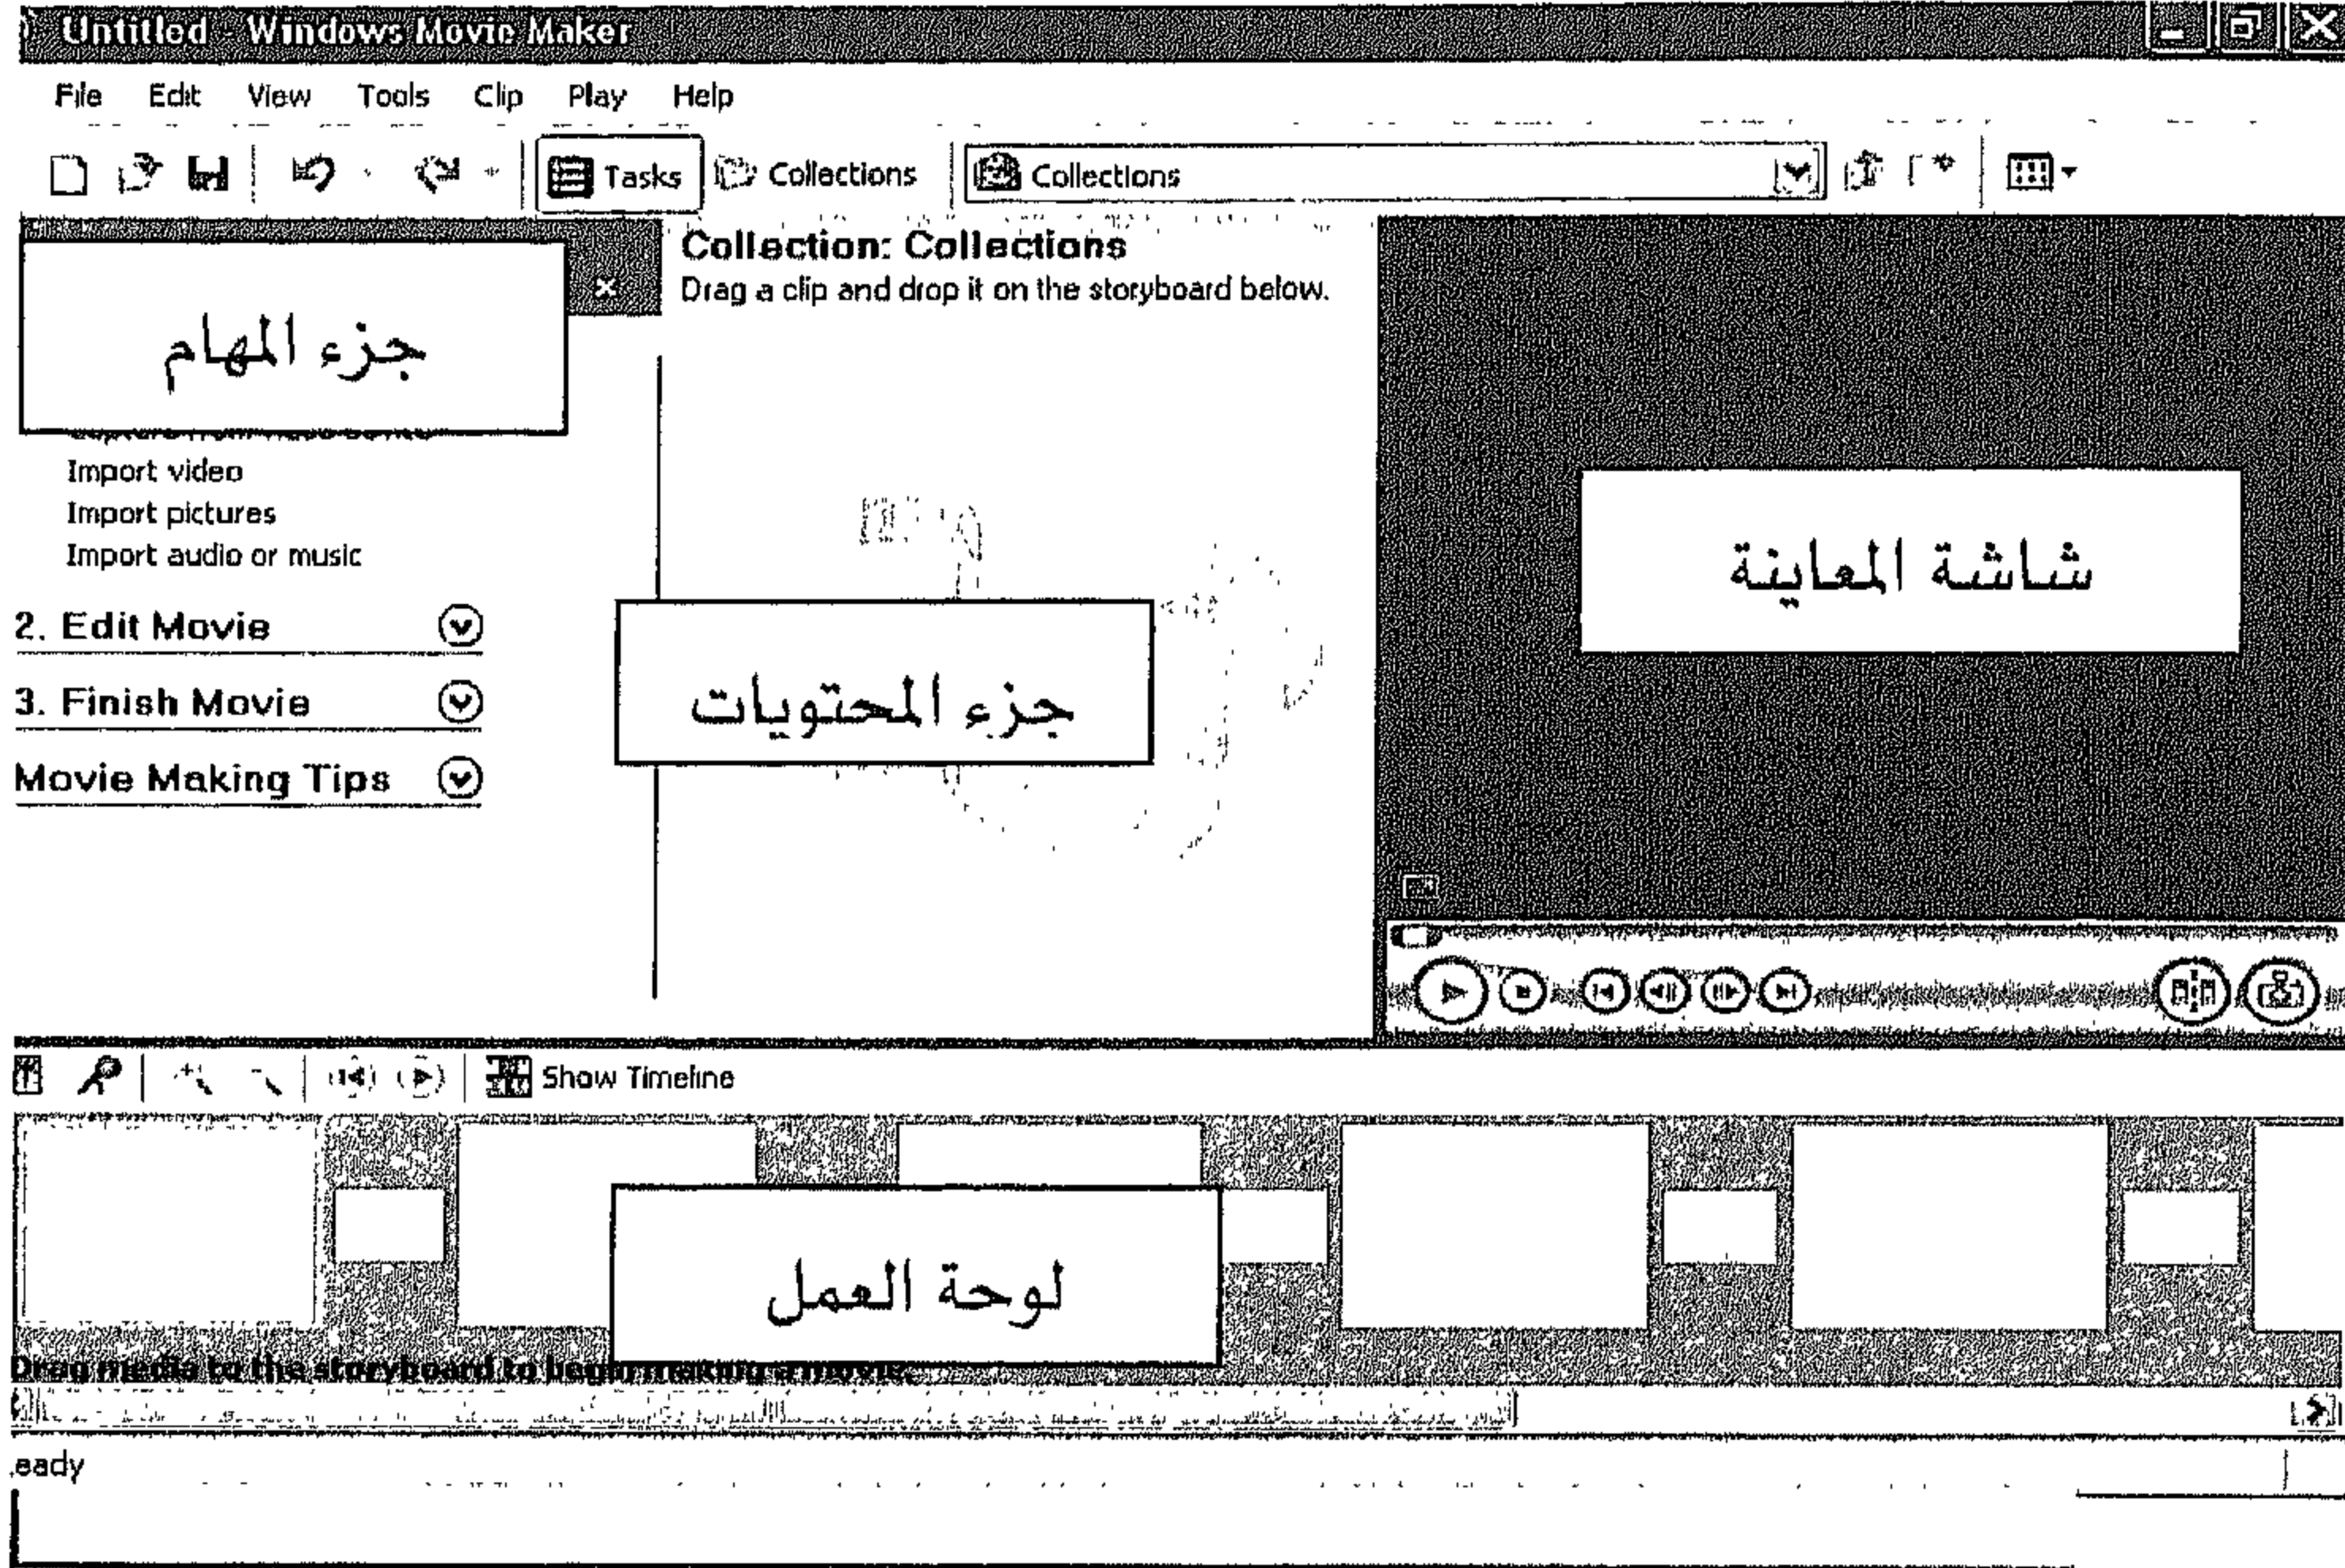 Untitled - Windows Movie Maker
File Edit View Tools Clip Play Help
Tasks Collections Collections
Collection: Collections
Drag a clip and drop it on the storyboard below.
جزء المهام
Import video
Import pictures
Import audio or music
2. Edit Movie
3. Finish Movie
Movie Making Tips
جزء المحتويات
شاشة المعاينة
Show Timeline
لوحة العمل
Drag media to the storyboard to begin making a movie.
eady